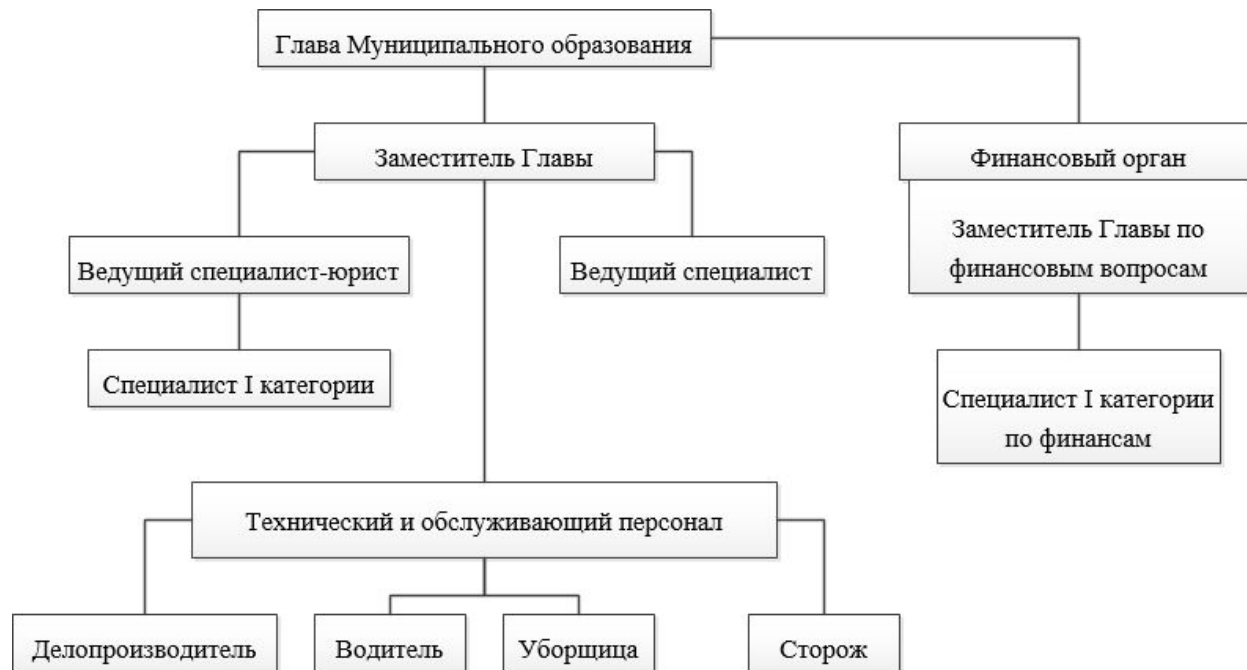 Глава Муниципального образования
Заместитель Главы
Финансовый орган
Заместитель Главы по
финансовым вопросам
Ведущий специалист-юрист
Ведущий специалист
Специалист I категории
Специалист I категории
по финансам
Технический и обслуживающий персонал
Делопроизводитель
Водитель
Уборщица
Сторож